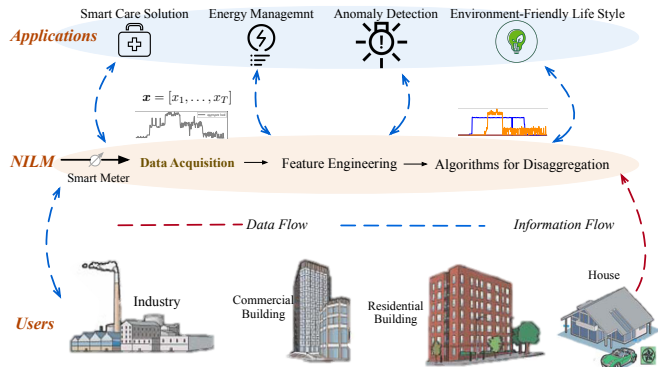 Smart Care Solution
Energy Managemnt
Anomaly Detection
Environment-Friendly Life Style
Applications
x = [x₁, . . . , x_T]
NILM
Smart Meter
Data Acquisition
Feature Engineering
Algorithms for Disaggregation
Data Flow
Information Flow
Users
Industry
Commercial
Building
Residential
Building
House